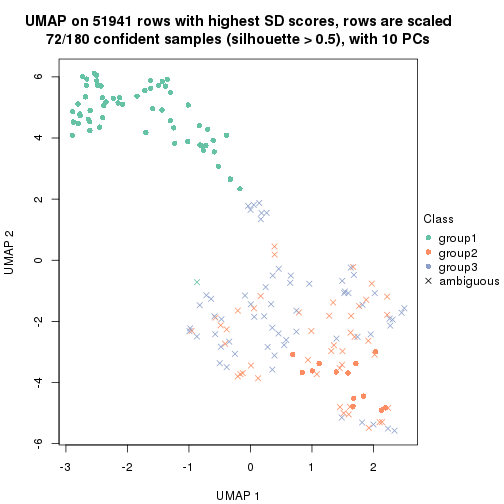 UMAP on 51941 rows with highest SD scores, rows are scaled
72/180 confident samples (silhouette > 0.5), with 10 PCs
6
4
2
0
-2
-4
-6
UMAP 2
-3
-2
-1
0
1
2
UMAP 1
Class
group1
group2
group3
ambiguous